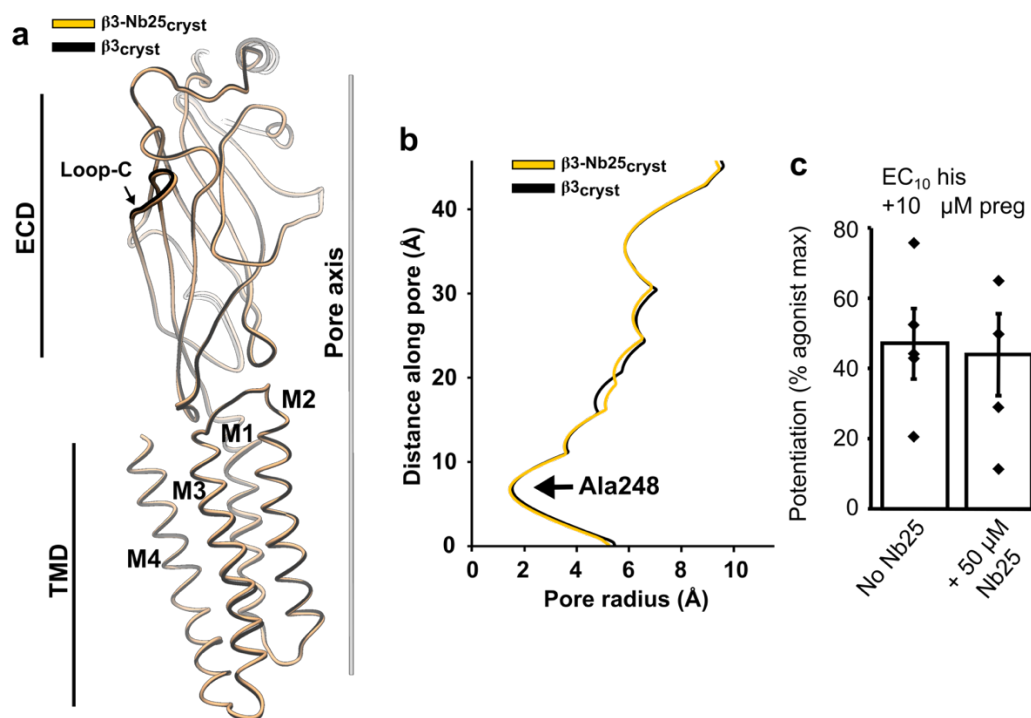 a
β3-Nb25cryst
β3cryst
Loop-C
ECD
Pore axis
M2
M1
M3
M4
TMD
b
β3-Nb25cryst
β3cryst
Distance along pore (Å)
40
30
20
10
0
Ala248
0 2 4 6 8 10
Pore radius (Å)
c
EC10 his
+10 µM preg
Potentiation (% agonist max)
80
60
40
20
0
No Nb25
+ 50 µM
Nb25